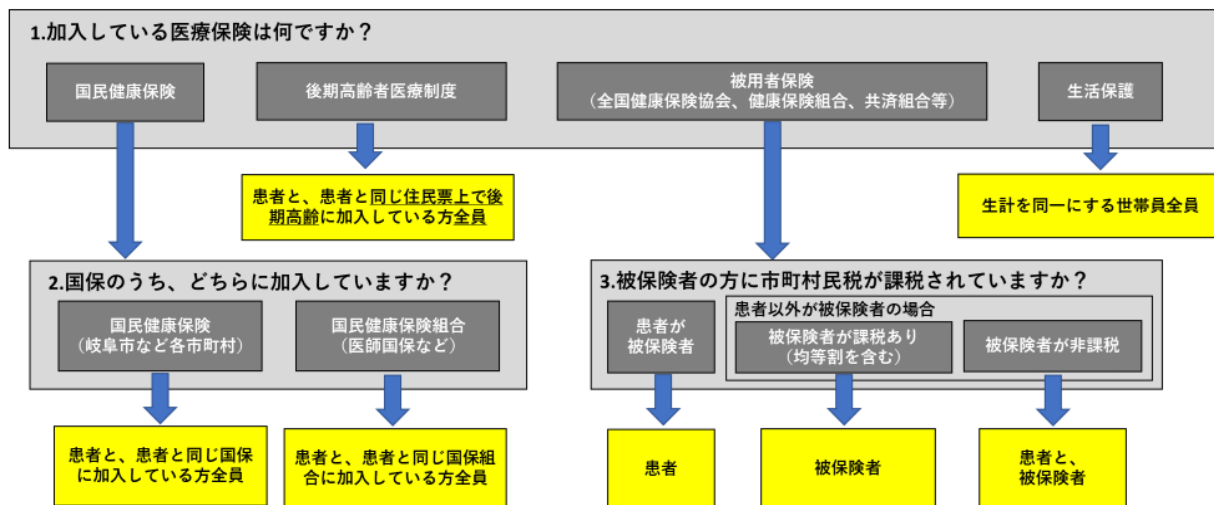 1.加入している医療保険は何ですか？
国民健康保険
後期高齢者医療制度
被用者保険
（全国健康保険協会、健康保険組合、共済組合等）
生活保護
患者と、患者と同じ住民票上で後
期高齢に加入している方全員
生計を同一にする世帯員全員
2.国保のうち、どちらに加入していますか？
国民健康保険
（岐阜市など各市町村）
国民健康保険組合
（医師国保など）
3.被保険者の方に市町村民税が課税されていますか？
患者が
被保険者
患者以外が被保険者の場合
被保険者が課税あり
（均等割を含む）
被保険者が非課税
患者と、患者と同じ国保
に加入している方全員
患者と、患者と同じ国保組
合に加入している方全員
患者
被保険者
患者と、
被保険者